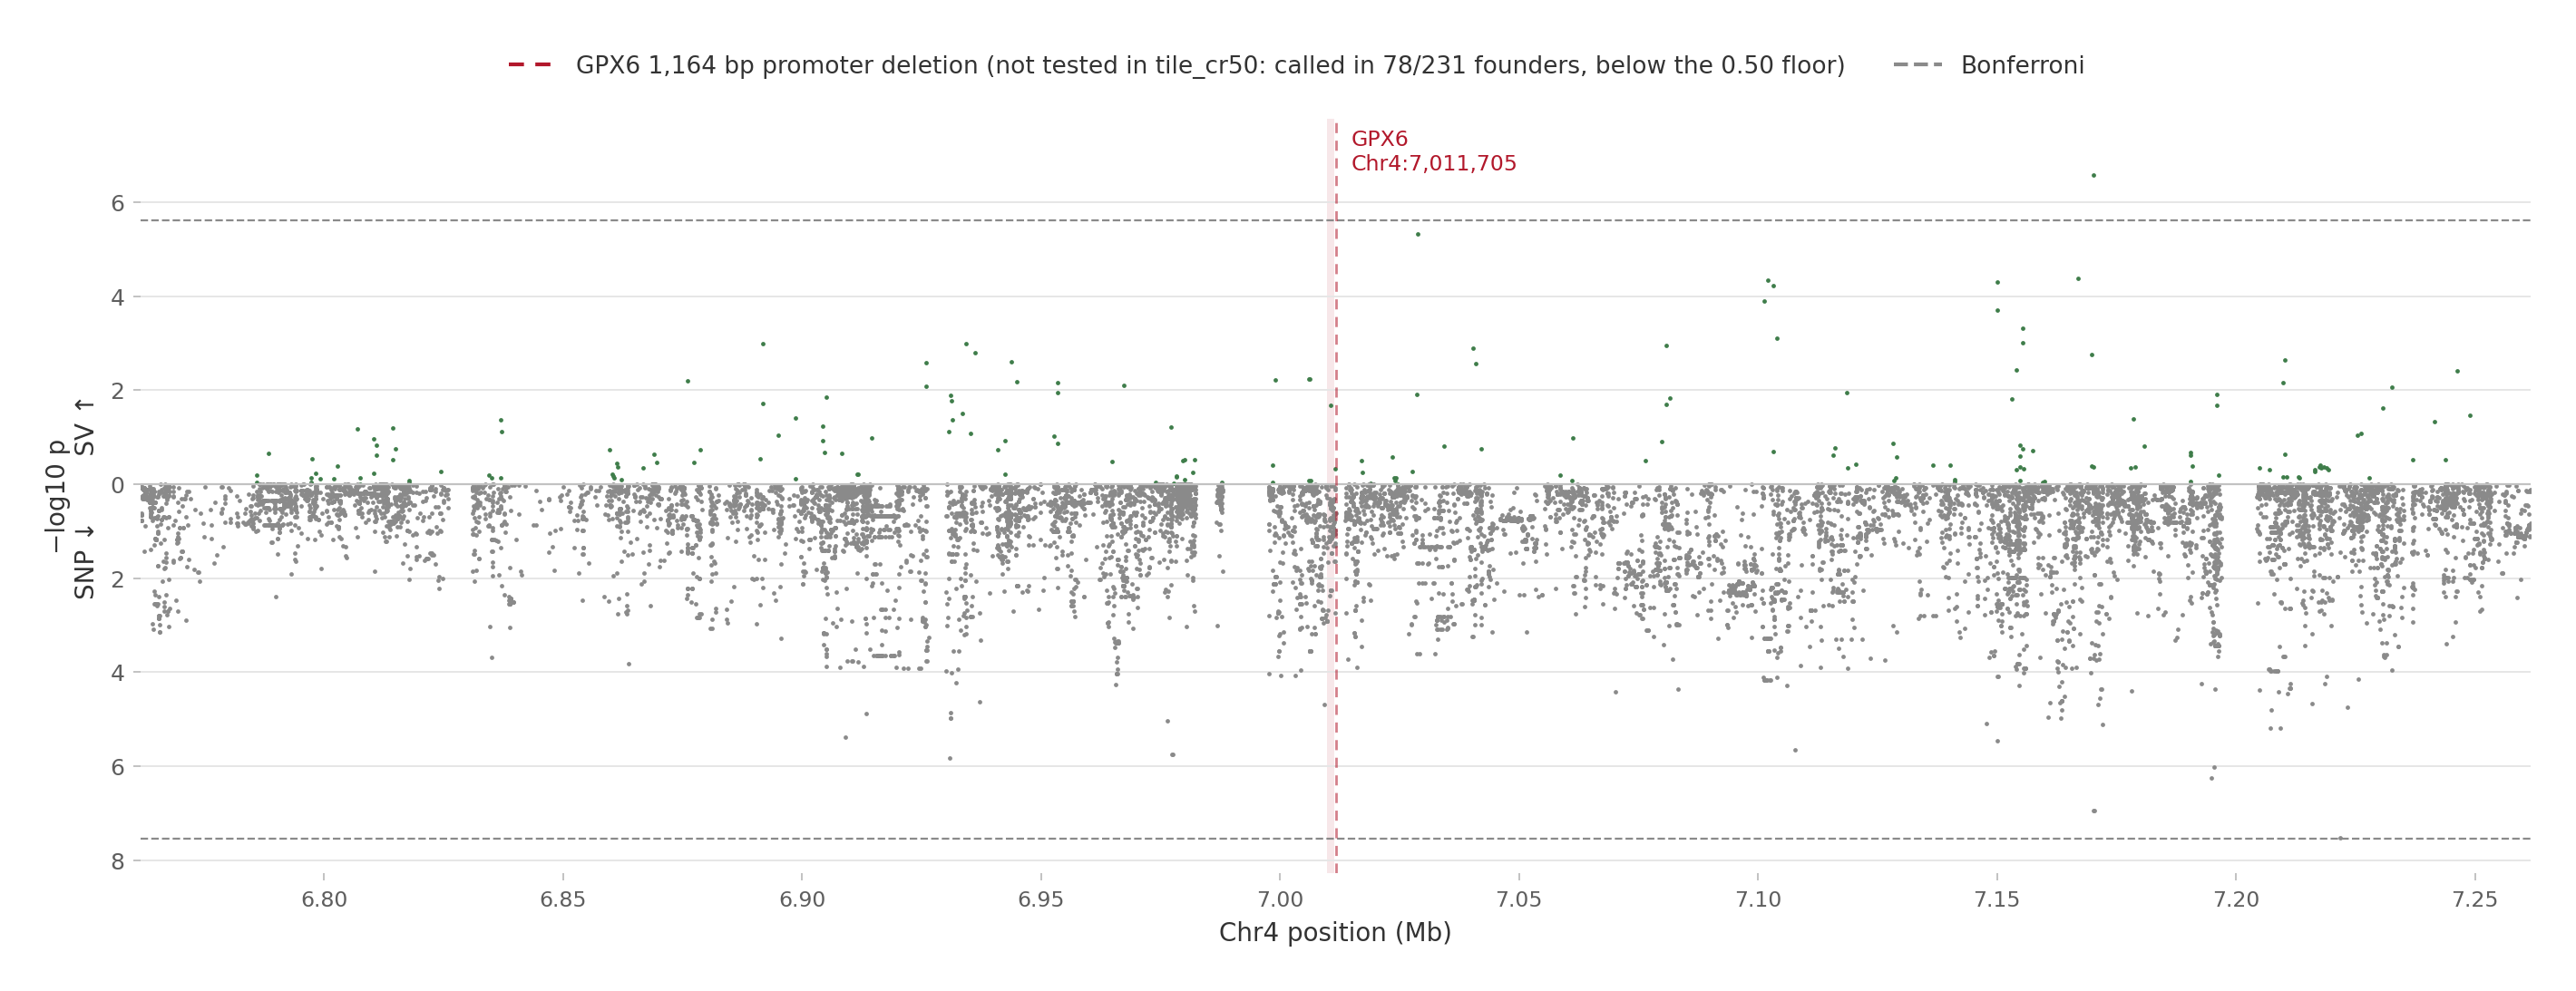 GPX6 1,164 bp promoter deletion (not tested in tile_cr50: called in 78/231 founders, below the 0.50 floor)
Bonferroni
GPX6
Chr4:7,011,705
6
4
2
0
2
4
6
8
−log10 p
SNP ↓ SV ↑
6.80
6.85
6.90
6.95
7.00
7.05
7.10
7.15
7.20
7.25
Chr4 position (Mb)